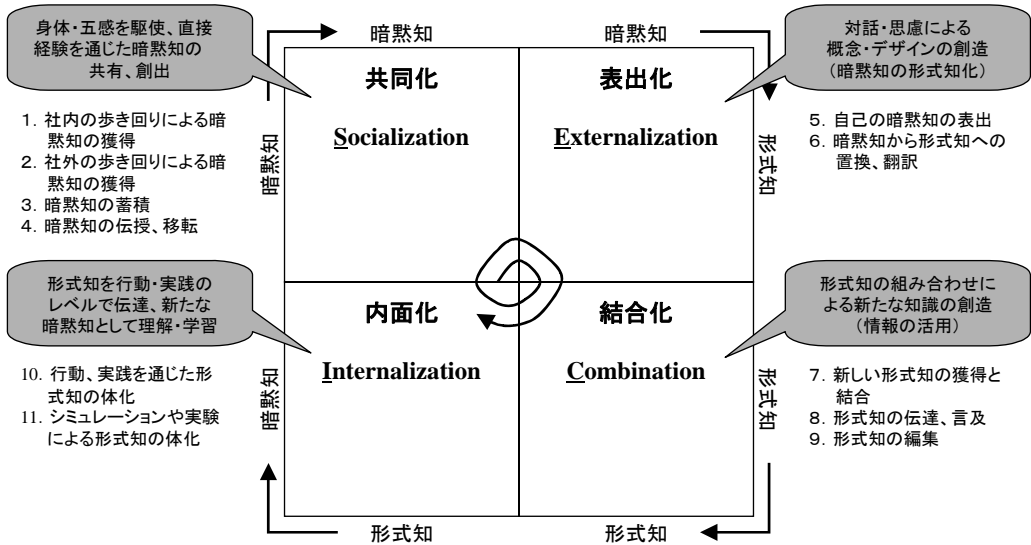 身体・五感を駆使、直接
経験を通じた暗黙知の
共有、創出
1. 社内の歩き回りによる暗
黙知の獲得
2. 社外の歩き回りによる暗
黙知の獲得
3. 暗黙知の蓄積
4. 暗黙知の伝授、移転
暗黙知
暗黙知
共同化
Socialization
暗黙知
表出化
Externalization
形式知
対話・思慮による
概念・デザインの創造
(暗黙知の形式知化)
5. 自己の暗黙知の表出
6. 暗黙知から形式知への
置換、翻訳
形式知を行動・実践の
レベルで伝達、新たな
暗黙知として理解・学習
10. 行動、実践を通じた形
式知の体化
11. シミュレーションや実験
による形式知の体化
暗黙知
内面化
Internalization
形式知
結合化
Combination
形式知
形式知
形式知の組み合わせに
よる新たな知識の創造
(情報の活用)
7. 新しい形式知の獲得と
結合
8. 形式知の伝達、言及
9. 形式知の編集